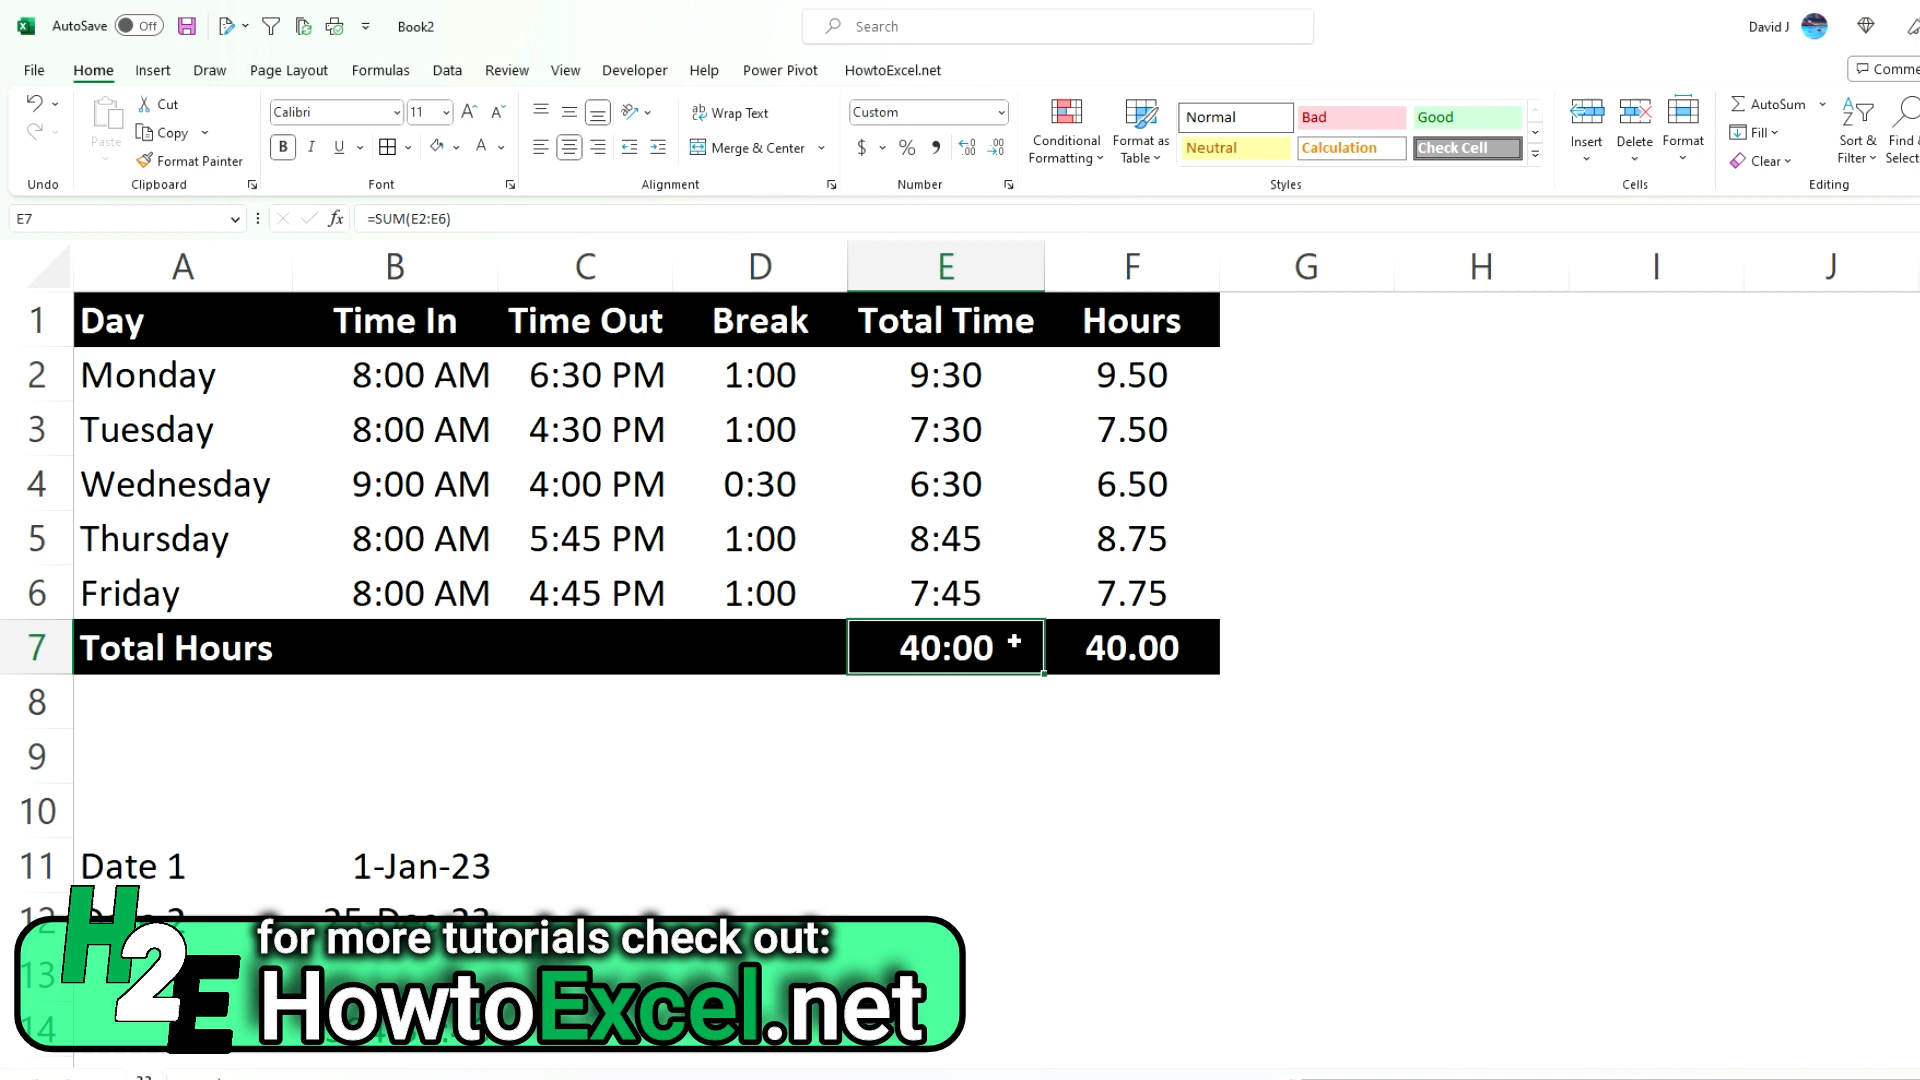 AutoSave Off Book2 Search David J
File Home Insert Draw Page Layout Formulas Data Review View Developer Help Power Pivot HowtoExcel.net
Cut Calibri 11 Wrap Text Custom Normal Bad Good AutoSum
Paste Copy Conditional Formatting Format as Table Insert Delete Format Fill Sort & Filter
Format Painter B I U Merge & Center $ % Neutral Calculation Check Cell Clear
Undo Clipboard Font Alignment Number Styles Cells Editing
E7 fx =SUM(E2:E6)
A B C D E F G H I J
1 Day Time In Time Out Break Total Time Hours
2 Monday 8:00 AM 6:30 PM 1:00 9:30 9.50
3 Tuesday 8:00 AM 4:30 PM 1:00 7:30 7.50
4 Wednesday 9:00 AM 4:00 PM 0:30 6:30 6.50
5 Thursday 8:00 AM 5:45 PM 1:00 8:45 8.75
6 Friday 8:00 AM 4:45 PM 1:00 7:45 7.75
7 Total Hours 40:00 40.00
8
9
10
11 Date 1 1-Jan-23
12
for more tutorials check out:
13
H2E HowtoExcel.net
14